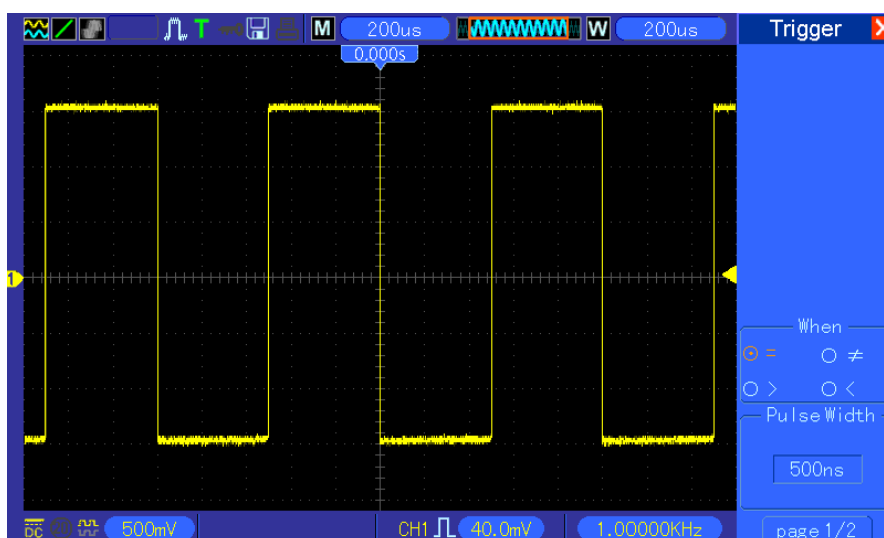 T M 200us W 200us Trigger X
0.000s
1
When
= ≠
> <
Pulse Width
500ns
DC 500mV CH1 40.0mV 1.00000KHz page 1/2